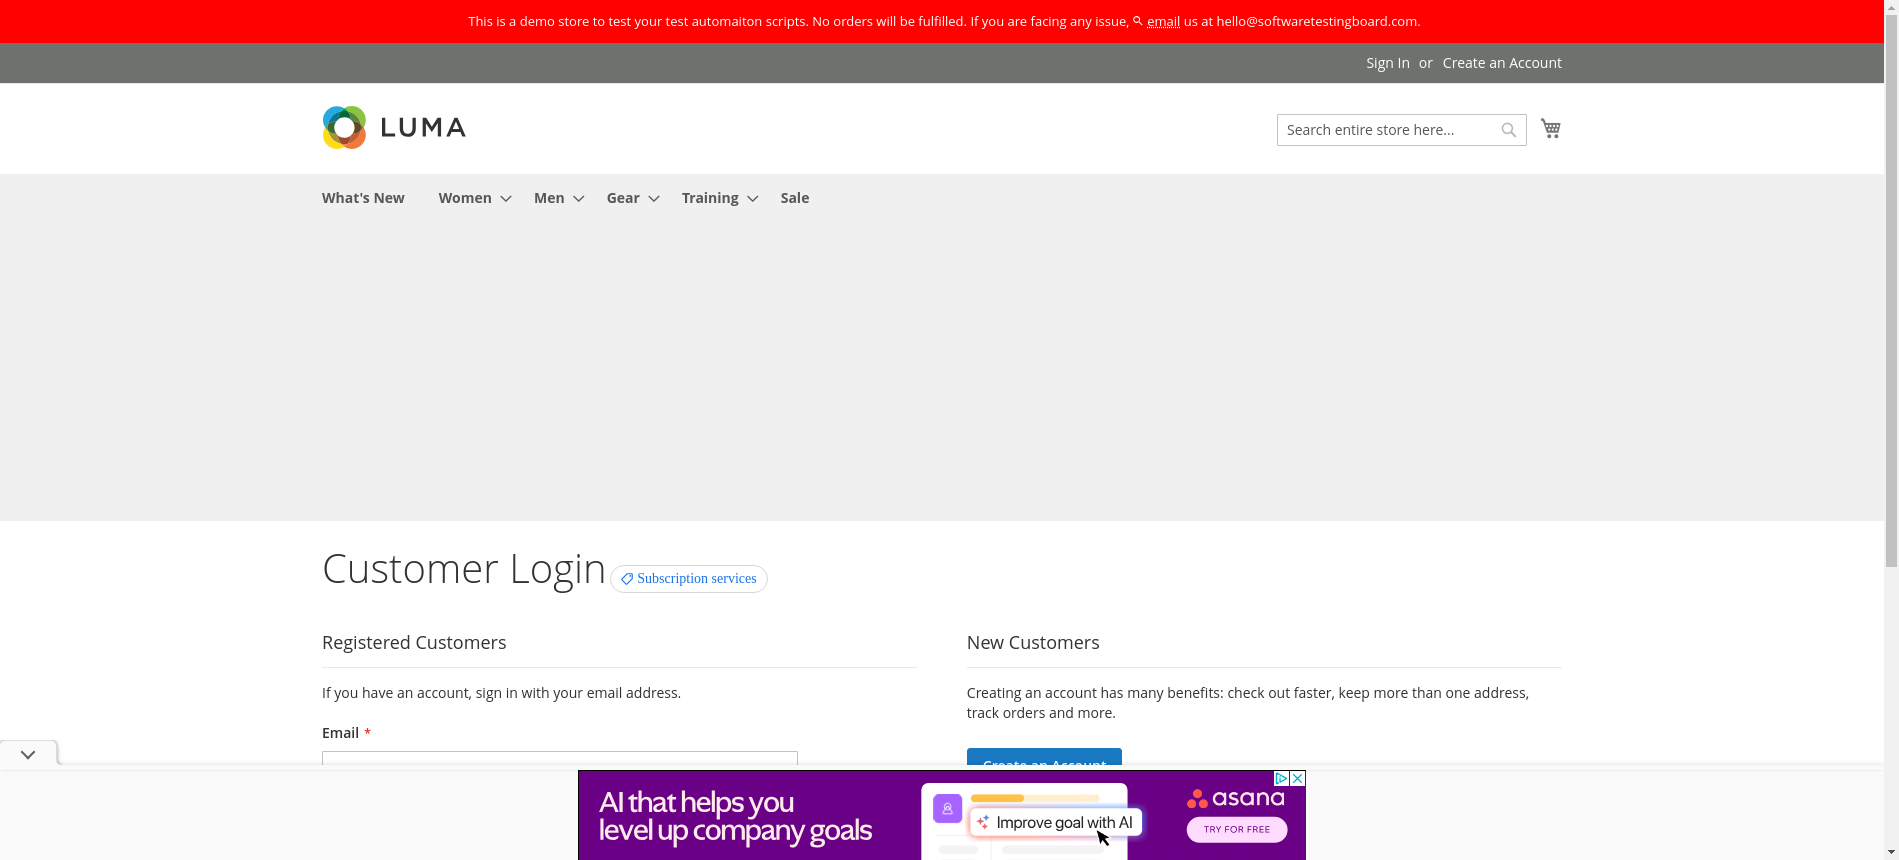 This is a demo store to test your test automaiton scripts. No orders will be fulfilled. If you are facing any issue, email us at hello@softwaretestingboard.com.
Sign In or Create an Account
LUMA
Search entire store here...
What's New Women Men Gear Training Sale
Customer Login Subscription services
Registered Customers
If you have an account, sign in with your email address.
Email *
New Customers
Creating an account has many benefits: check out faster, keep more than one address,
track orders and more.
Create an Account
AI that helps you
level up company goals
Improve goal with AI
asana
TRY FOR FREE